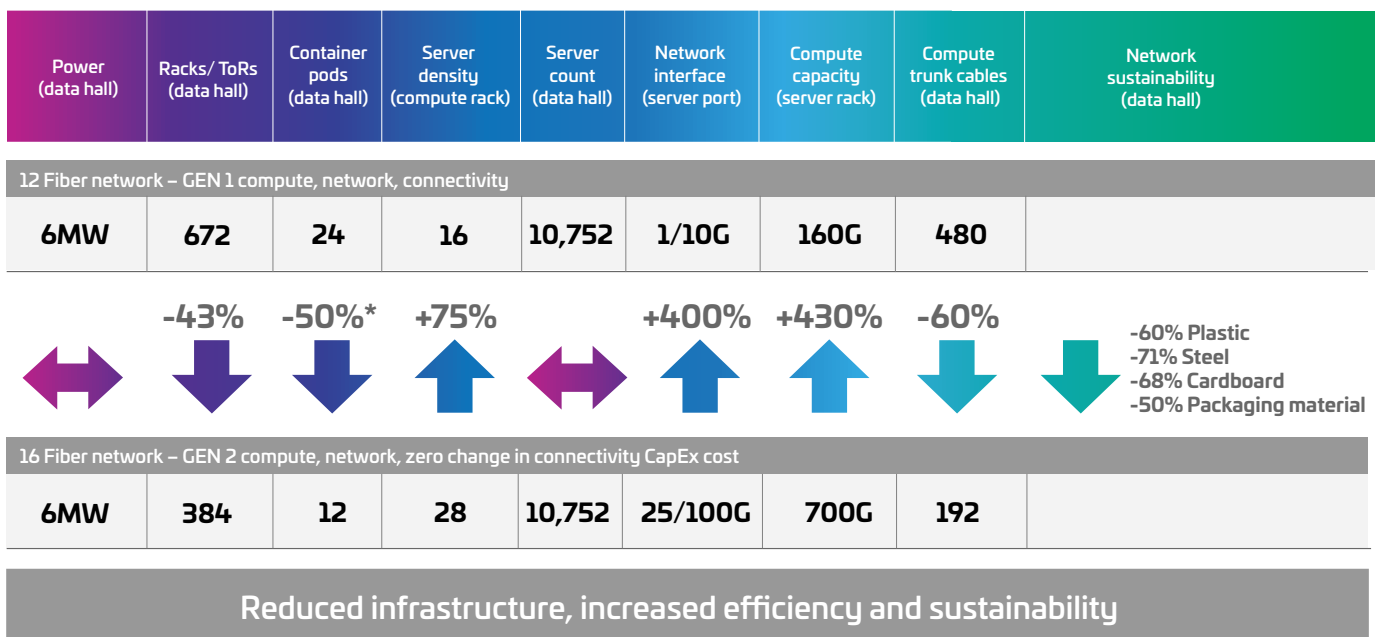 Power
(data hall)
Racks/ ToRs
(data hall)
Container
pods
(data hall)
Server
density
(compute rack)
Server
count
(data hall)
Network
interface
(server port)
Compute
capacity
(server rack)
Compute
trunk cables
(data hall)
Network
sustainability
(data hall)
12 Fiber network – GEN 1 compute, network, connectivity
6MW 672 24 16 10,752 1/10G 160G 480
-43% -50%* +75% +400% +430% -60%
-60% Plastic
-71% Steel
-68% Cardboard
-50% Packaging material
16 Fiber network – GEN 2 compute, network, zero change in connectivity CapEx cost
6MW 384 12 28 10,752 25/100G 700G 192
Reduced infrastructure, increased efficiency and sustainability